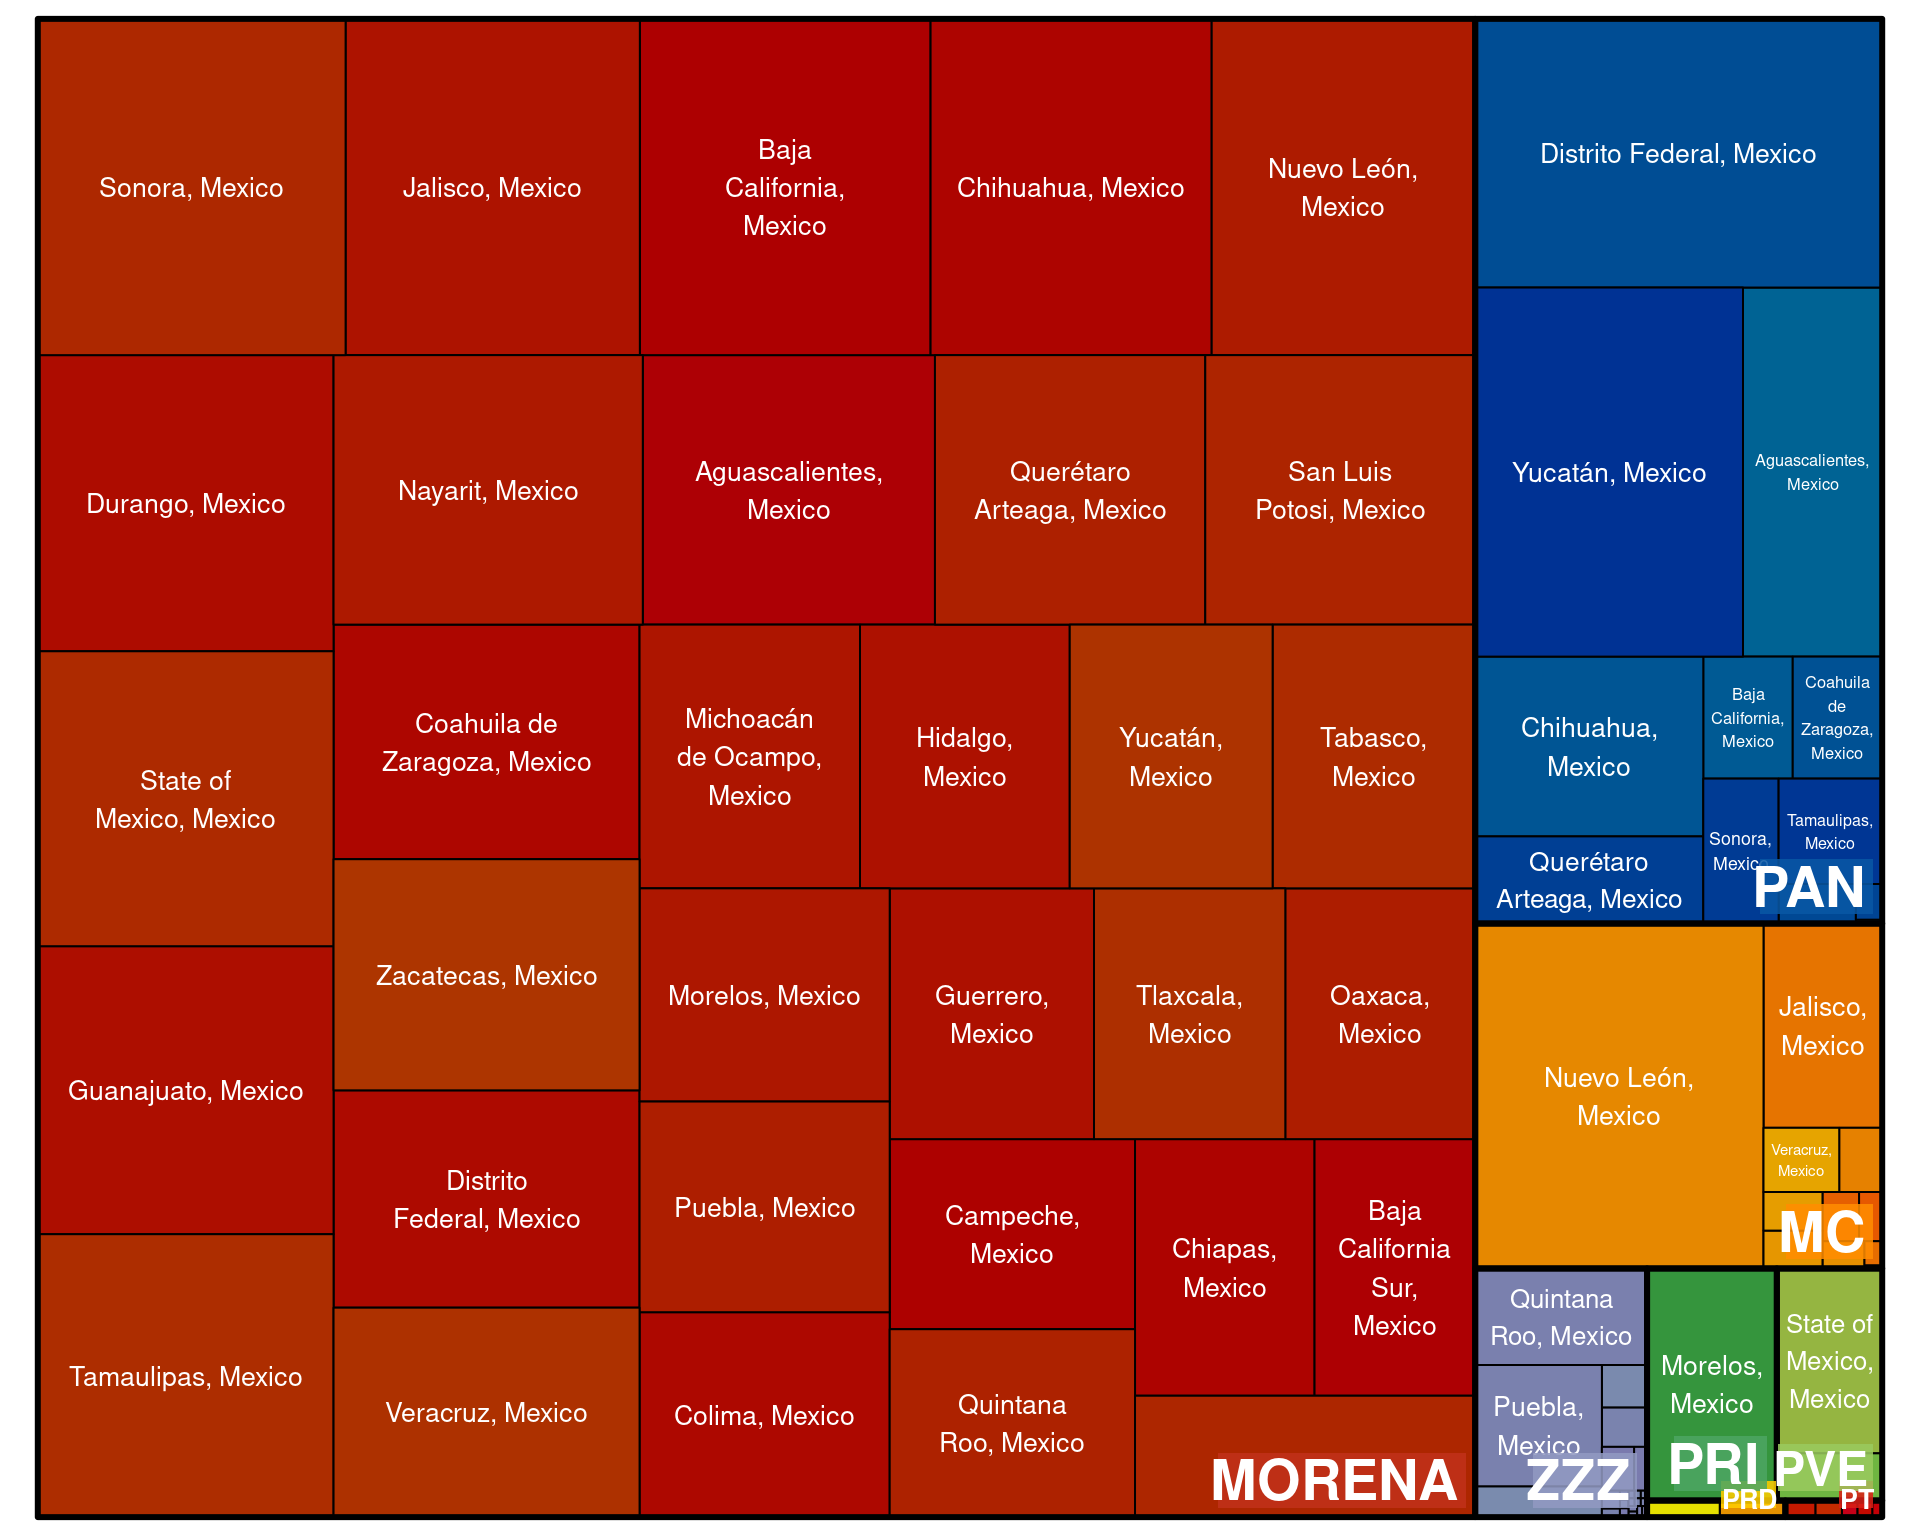 Sonora, Mexico
Jalisco, Mexico
Baja
California,
Mexico
Chihuahua, Mexico
Nuevo León,
Mexico
Durango, Mexico
Nayarit, Mexico
Aguascalientes,
Mexico
Querétaro
Arteaga, Mexico
San Luis
Potosi, Mexico
State of
Mexico, Mexico
Coahuila de
Zaragoza, Mexico
Michoacán
de Ocampo,
Mexico
Hidalgo,
Mexico
Yucatán,
Mexico
Tabasco,
Mexico
Guanajuato, Mexico
Zacatecas, Mexico
Morelos, Mexico
Guerrero,
Mexico
Tlaxcala,
Mexico
Oaxaca,
Mexico
Distrito
Federal, Mexico
Puebla, Mexico
Campeche,
Mexico
Chiapas,
Mexico
Baja
California
Sur,
Mexico
Tamaulipas, Mexico
Veracruz, Mexico
Colima, Mexico
Quintana
Roo, Mexico
MORENA
Distrito Federal, Mexico
Yucatán, Mexico
Aguascalientes,
Mexico
Chihuahua,
Mexico
Baja
California,
Mexico
Coahuila
de
Zaragoza,
Mexico
Querétaro
Arteaga, Mexico
Sonora,
Mexico
Tamaulipas,
Mexico
PAN
Nuevo León,
Mexico
Jalisco,
Mexico
Veracruz,
Mexico
MC
Quintana
Roo, Mexico
Puebla,
Mexico
ZZZ
Morelos,
Mexico
PRI
State of
Mexico,
Mexico
PVE
PRD
PT